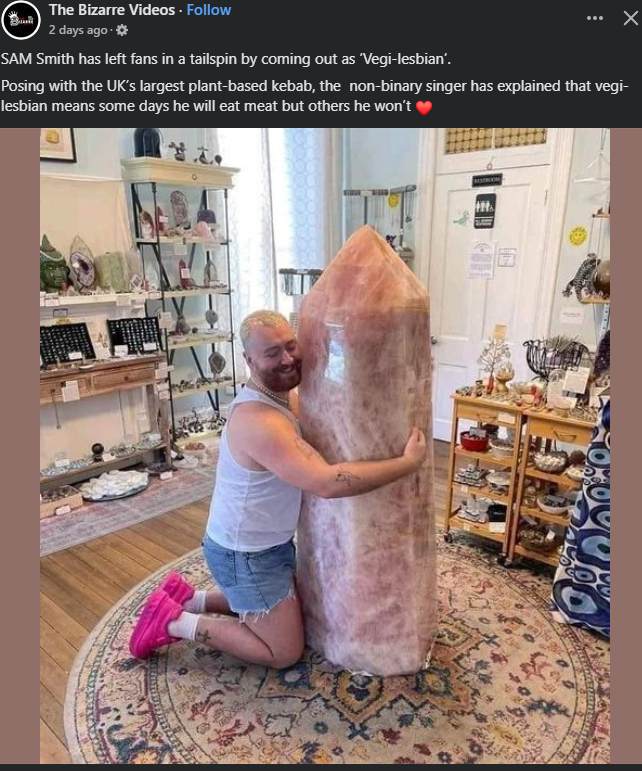 The Bizarre Videos · Follow
2 days ago ·
SAM Smith has left fans in a tailspin by coming out as 'Vegi-lesbian'.
Posing with the UK's largest plant-based kebab, the  non-binary singer has explained that vegi-
lesbian means some days he will eat meat but others he won't ❤️
RESTROOM